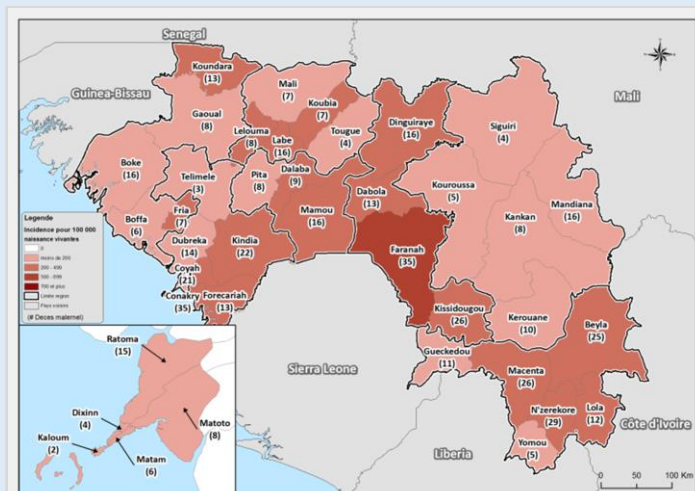 Senegal
Koundara
(13)
Guinea-Bissau
Mali
(7)
Koubia
(7)
Mali
Gaoual
(8)
Lelouma
(8)
Labe
(16)
Tougue
(4)
Dinguiraye
(16)
Siguiri
(4)
Boke
(16)
Telimele
(3)
Pita
(8)
Dalaba
(9)
Dabola
(13)
Kouroussa
(5)
Mandiana
(16)
Kankan
(8)
Boffa
(6)
Fria
(7)
Mamou
(16)
Dubreka
(14)
Kindia
(22)
Faranah
(35)
Coyah
(21)
Conakry
(35)
Forecariah
(13)
Kissidougou
(26)
Kerouane
(10)
Beyla
(25)
Gueckedou
(11)
Macenta
(26)
N'zerekore
(29)
Lola
(12)
Yomou
(5)
Sierra Leone
Liberia
Côte d'Ivoire
Legende
Incidence pour 100 000
naissance vivantes
0
moins de 200
200 - 400
700 et plus
Limite region
Pays voisins
(# Deces maternel)
Ratoma
(15)
Dixinn
(4)
Kaloum
(2)
Matoto
(8)
Matam
(6)
0 50 100 Km